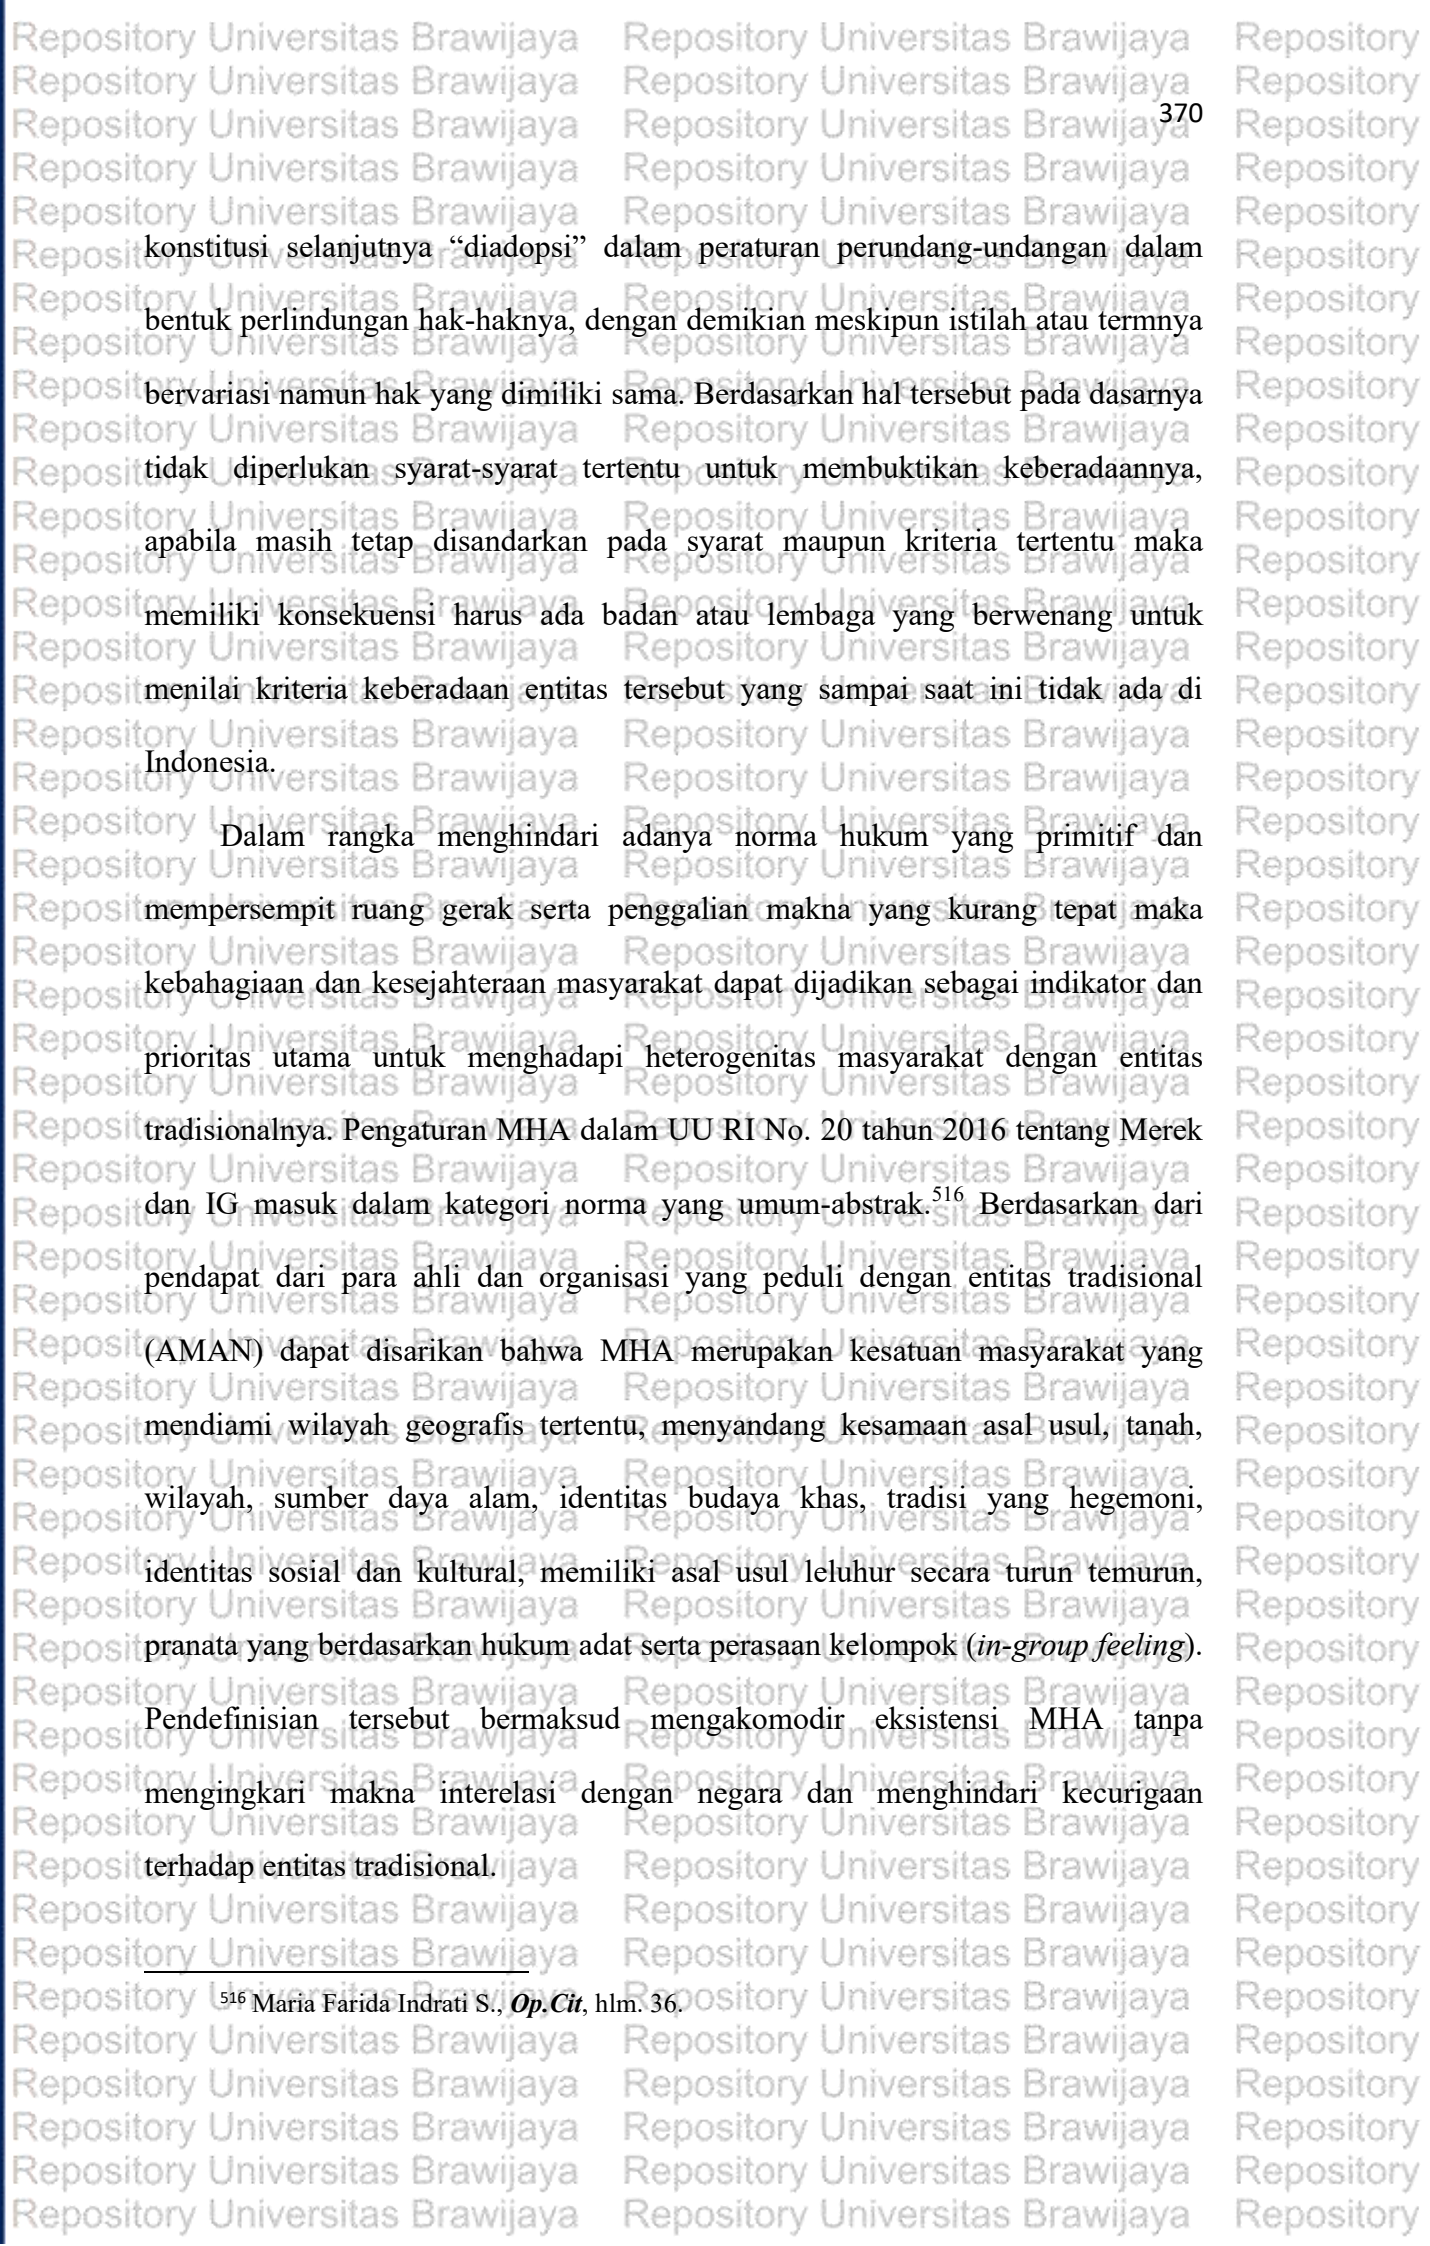 370
konstitusi selanjutnya “diadopsi” dalam peraturan perundang-undangan dalam
bentuk perlindungan hak-haknya, dengan demikian meskipun istilah atau termnya
bervariasi namun hak yang dimiliki sama. Berdasarkan hal tersebut pada dasarnya
tidak diperlukan syarat-syarat tertentu untuk membuktikan keberadaannya,
apabila masih tetap disandarkan pada syarat maupun kriteria tertentu maka
memiliki konsekuensi harus ada badan atau lembaga yang berwenang untuk
menilai kriteria keberadaan entitas tersebut yang sampai saat ini tidak ada di
Indonesia.
Dalam rangka menghindari adanya norma hukum yang primitif dan
mempersempit ruang gerak serta penggalian makna yang kurang tepat maka
kebahagiaan dan kesejahteraan masyarakat dapat dijadikan sebagai indikator dan
prioritas utama untuk menghadapi heterogenitas masyarakat dengan entitas
tradisionalnya. Pengaturan MHA dalam UU RI No. 20 tahun 2016 tentang Merek
dan IG masuk dalam kategori norma yang umum-abstrak.516 Berdasarkan dari
pendapat dari para ahli dan organisasi yang peduli dengan entitas tradisional
(AMAN) dapat disarikan bahwa MHA merupakan kesatuan masyarakat yang
mendiami wilayah geografis tertentu, menyandang kesamaan asal usul, tanah,
wilayah, sumber daya alam, identitas budaya khas, tradisi yang hegemoni,
identitas sosial dan kultural, memiliki asal usul leluhur secara turun temurun,
pranata yang berdasarkan hukum adat serta perasaan kelompok (in-group feeling).
Pendefinisian tersebut bermaksud mengakomodir eksistensi MHA tanpa
mengingkari makna interelasi dengan negara dan menghindari kecurigaan
terhadap entitas tradisional.
516 Maria Farida Indrati S., Op.Cit, hlm. 36.